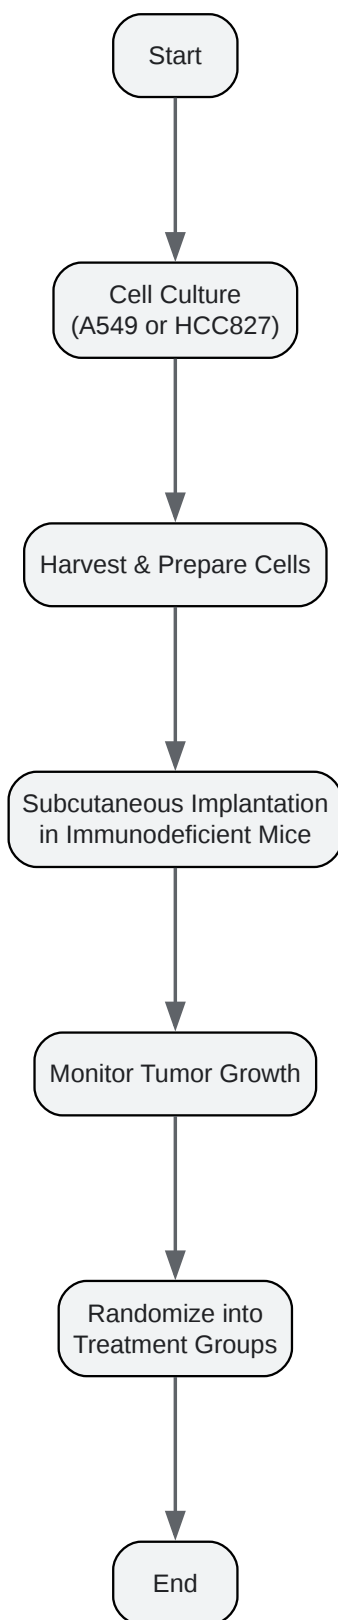 Start
Cell Culture
(A549 or HCC827)
Harvest & Prepare Cells
Subcutaneous Implantation
in Immunodeficient Mice
Monitor Tumor Growth
Randomize into
Treatment Groups
End